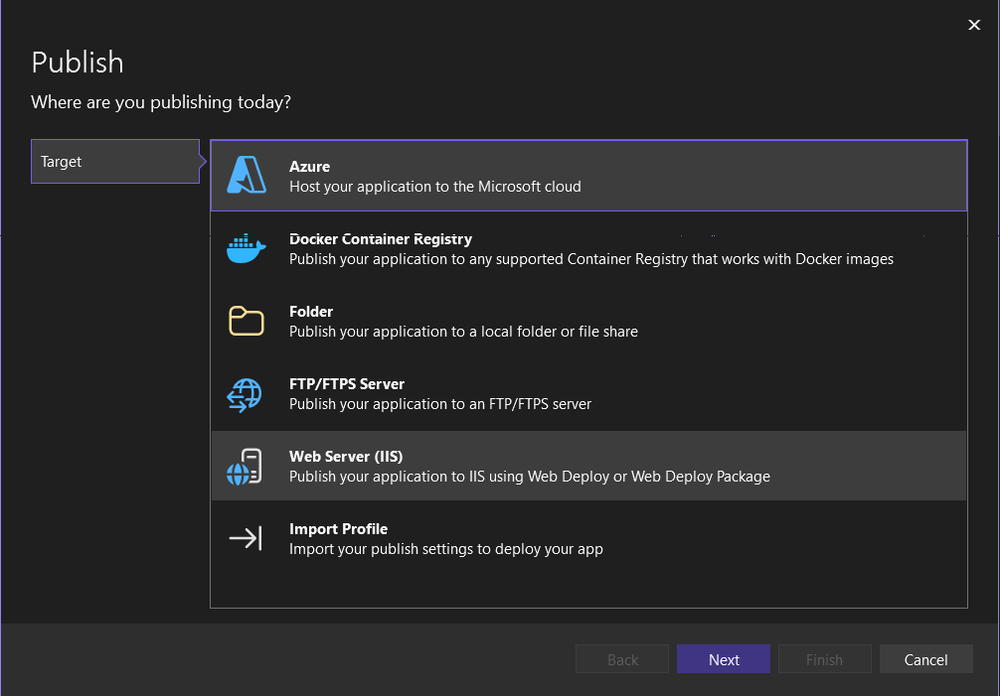 Publish
Where are you publishing today?
Target
Azure
Host your application to the Microsoft cloud
Docker Container Registry
Publish your application to any supported Container Registry that works with Docker images
Folder
Publish your application to a local folder or file share
FTP/FTPS Server
Publish your application to an FTP/FTPS server
Web Server (IIS)
Publish your application to IIS using Web Deploy or Web Deploy Package
Import Profile
Import your publish settings to deploy your app
Back
Next
Finish
Cancel